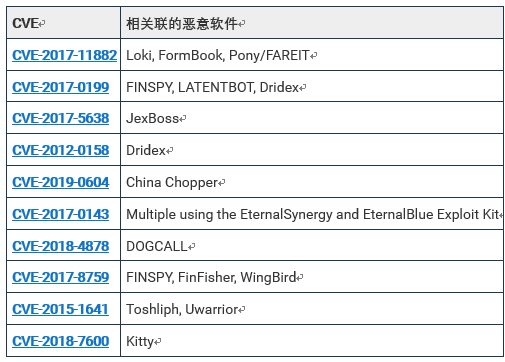 CVE 相关联的恶意软件
CVE-2017-11882 Loki, FormBook, Pony/FAREIT
CVE-2017-0199 FINSPY, LATENTBOT, Dridex
CVE-2017-5638 JexBoss
CVE-2012-0158 Dridex
CVE-2019-0604 China Chopper
CVE-2017-0143 Multiple using the EternalSynergy and EternalBlue Exploit Kit
CVE-2018-4878 DOGCALL
CVE-2017-8759 FINSPY, FinFisher, WingBird
CVE-2015-1641 Toshliph, Uwarrior
CVE-2018-7600 Kitty